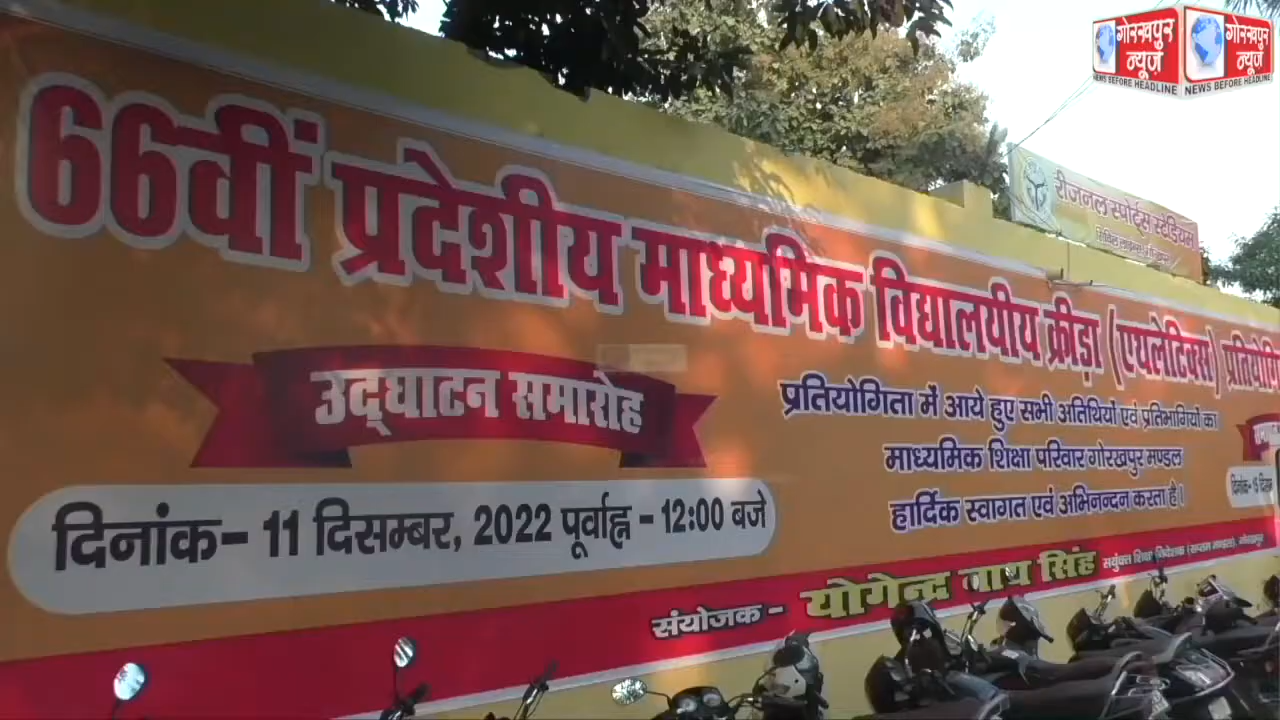 गोरखपुर गोरखपुर
न्यूज़ न्यूज़
NEWS BEFORE HEADLINE NEWS BEFORE HEADLINE
रीजनल स्पोर्ट्स स्टेडियम
66वीं प्रदेशीय माध्यमिक विद्यालयीय क्रीड़ा (एथलेटिक्स)
उद्घाटन समारोह
दिनांक- 11 दिसम्बर, 2022 पूर्वाह्न - 12:00 बजे
प्रतियोगिता में आये हुए सभी अतिथियों एवं प्रतिभागियों का
माध्यमिक शिक्षा परिवार गोरखपुर मण्डल
हार्दिक स्वागत एवं अभिनन्दन करता है।
संयोजक - योगेन्द्र नाथ सिंह